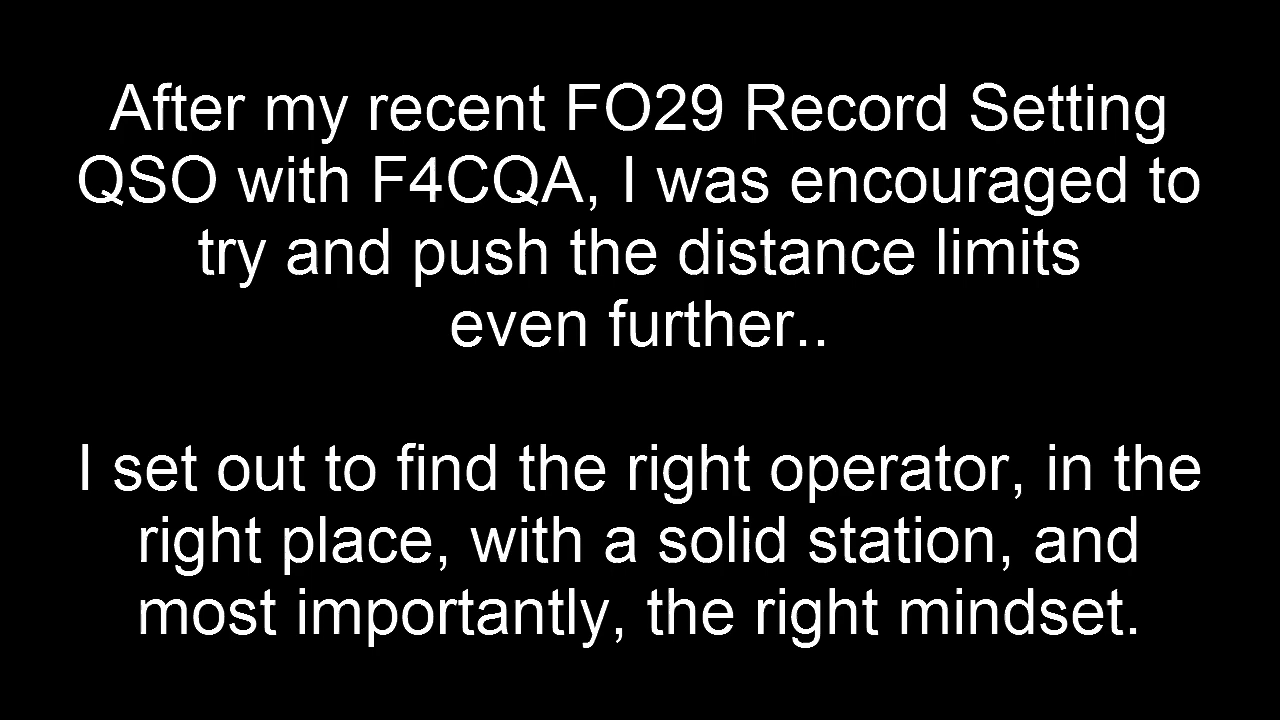 After my recent FO29 Record Setting
QSO with F4CQA, I was encouraged to
try and push the distance limits
even further..
I set out to find the right operator, in the
right place, with a solid station, and
most importantly, the right mindset.